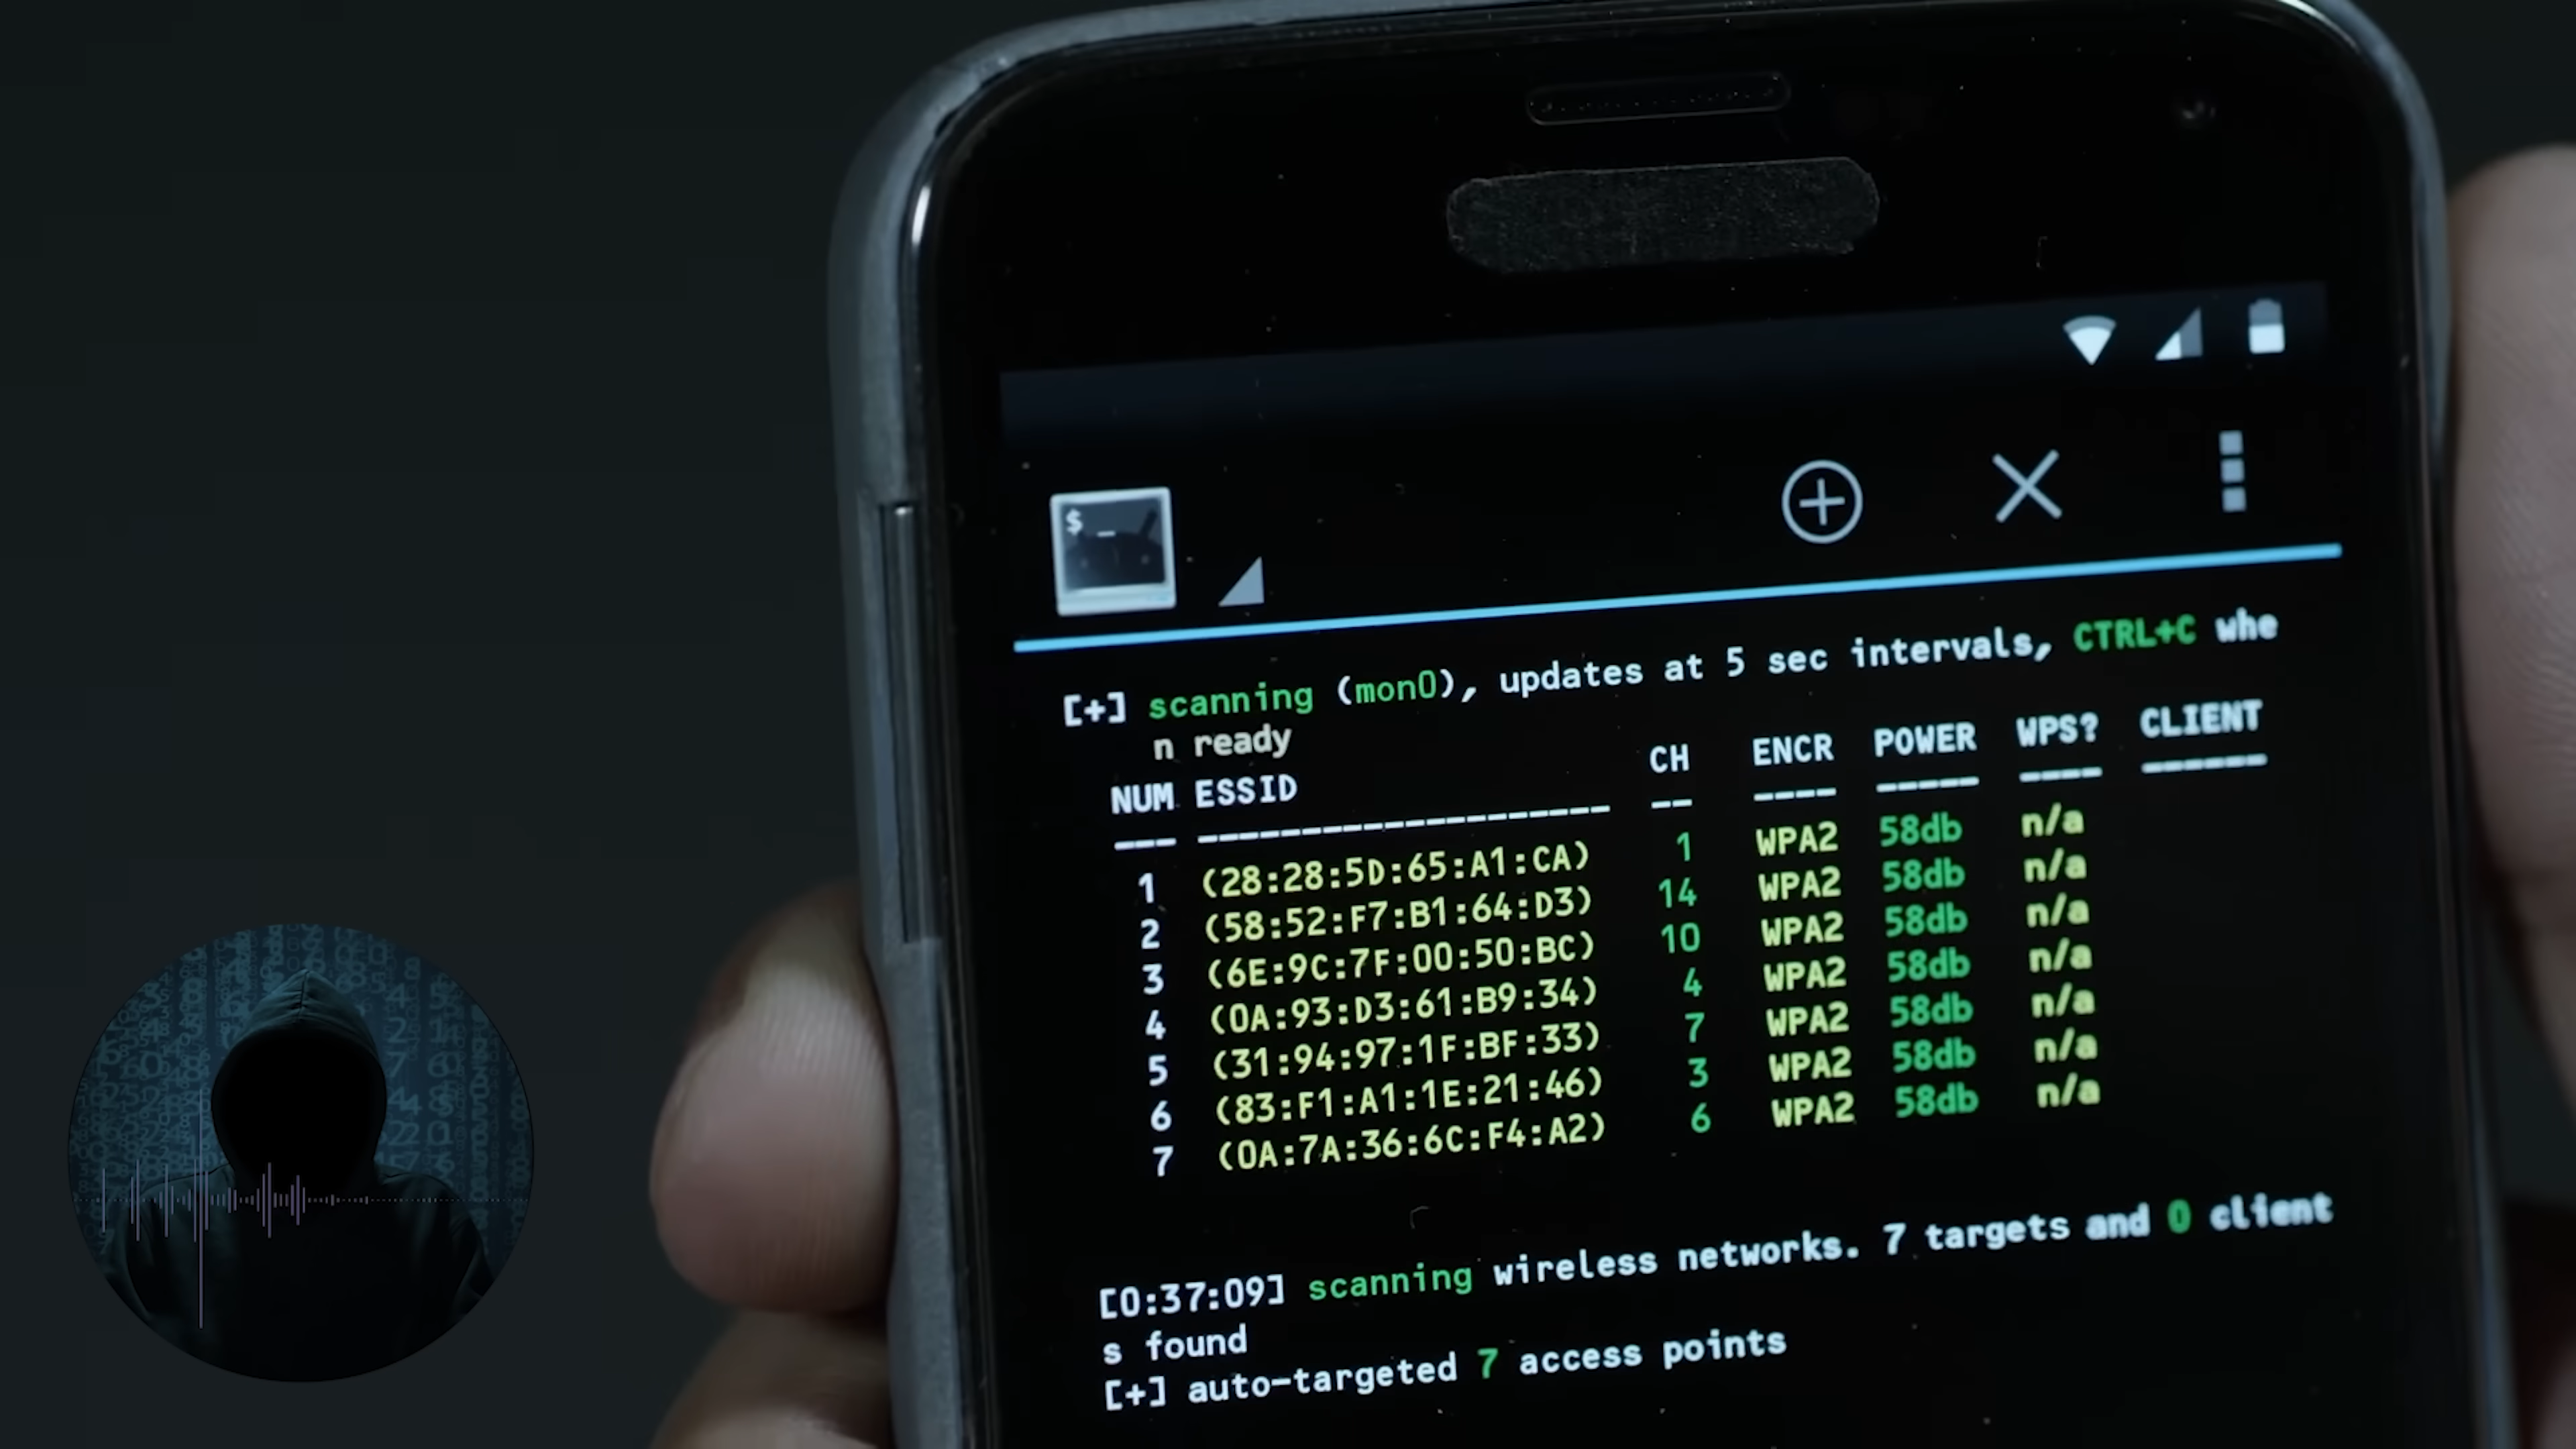 $ _
[+] scanning (mon0), updates at 5 sec intervals, CTRL+C whe
n ready
NUM ESSID CH ENCR POWER WPS? CLIENT
--- -------------------- -- ---- ----- ---- ------
1 (28:28:5D:65:A1:CA) 1 WPA2 58db n/a
2 (58:52:F7:B1:64:D3) 14 WPA2 58db n/a
3 (6E:9C:7F:00:50:BC) 10 WPA2 58db n/a
4 (0A:93:D3:61:B9:34) 4 WPA2 58db n/a
5 (31:94:97:1F:BF:33) 7 WPA2 58db n/a
6 (83:F1:A1:1E:21:46) 3 WPA2 58db n/a
7 (0A:7A:36:6C:F4:A2) 6 WPA2 58db n/a
[0:37:09] scanning wireless networks. 7 targets and 0 client
s found
[+] auto-targeted 7 access points